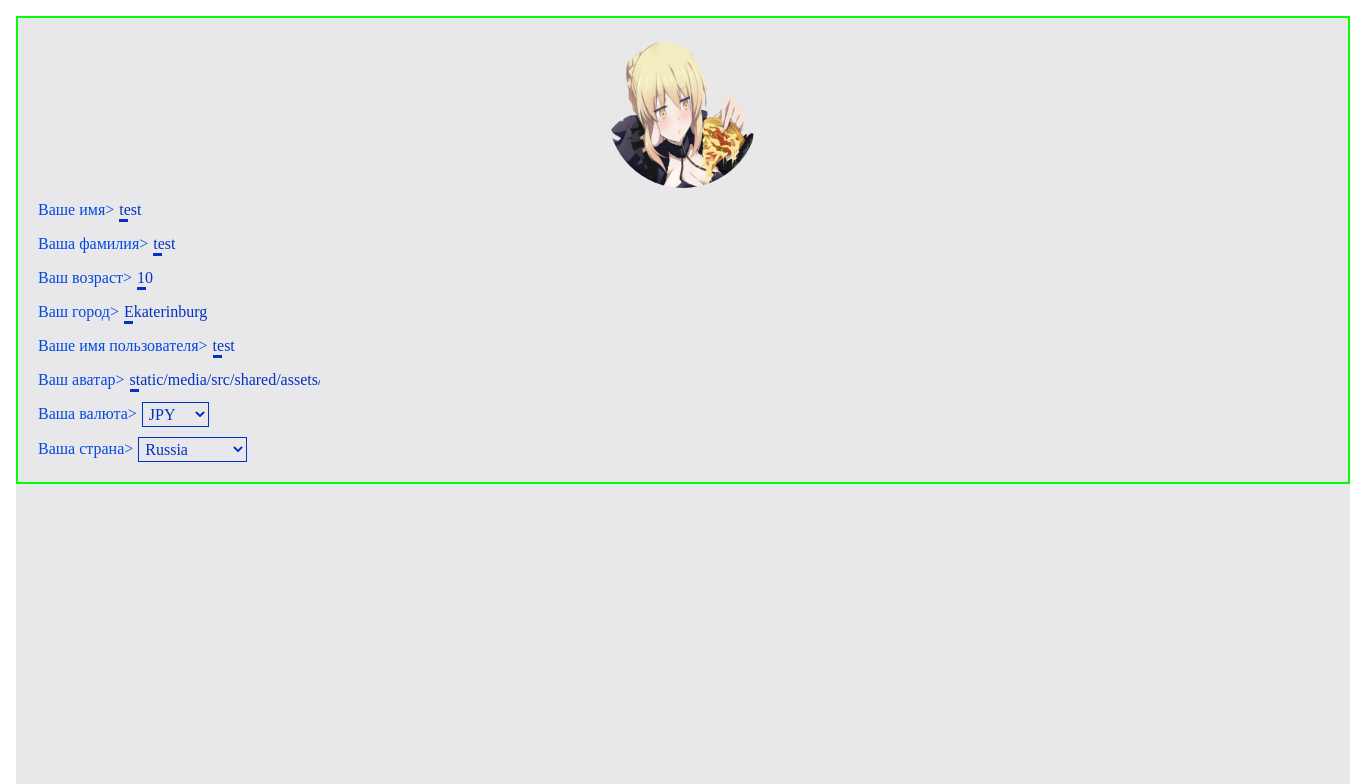 Ваше имя> test
Ваша фамилия> test
Ваш возраст> 10
Ваш город> Ekaterinburg
Ваше имя пользователя> test
Ваш аватар> static/media/src/shared/assets/
Ваша валюта> JPY
Ваша страна> Russia